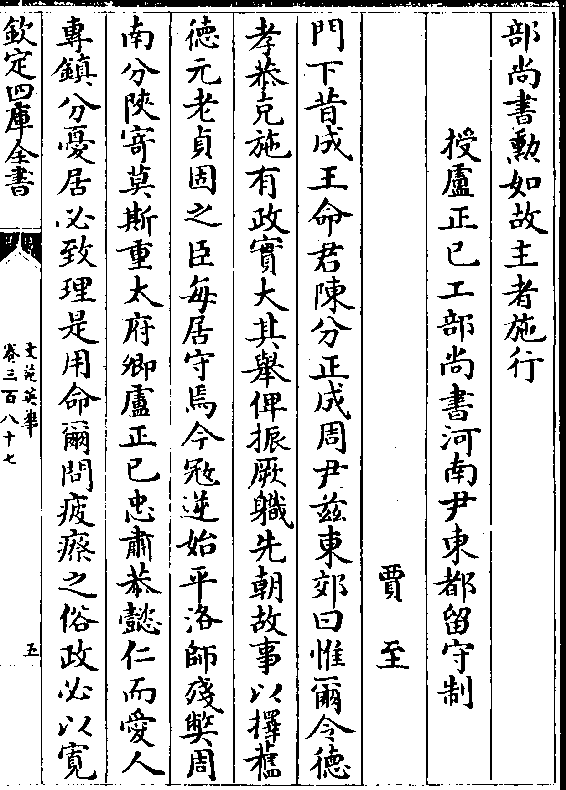 部尚書勲如故主者施行
授盧正已工部尚書河南尹東都留守制
賈至
門下昔成王命君陳分正成周尹兹東郊曰惟爾令德
孝恭克施有政實大其舉俾振厥職先朝故事以擇舊
德元老貞固之臣每居守焉今冦逆始平洛師殘弊周
南分陜寄莫斯重太府卿盧正已忠肅恭懿仁而愛人
專鎮分憂居必致理是用命爾問疲瘵之俗政必以寛
欽定四庫全書
文苑英華
卷三百八十七
五